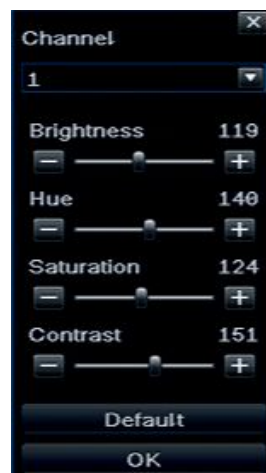 Channel
1
Brightness 119
Hue 140
Saturation 124
Contrast 151
Default
OK